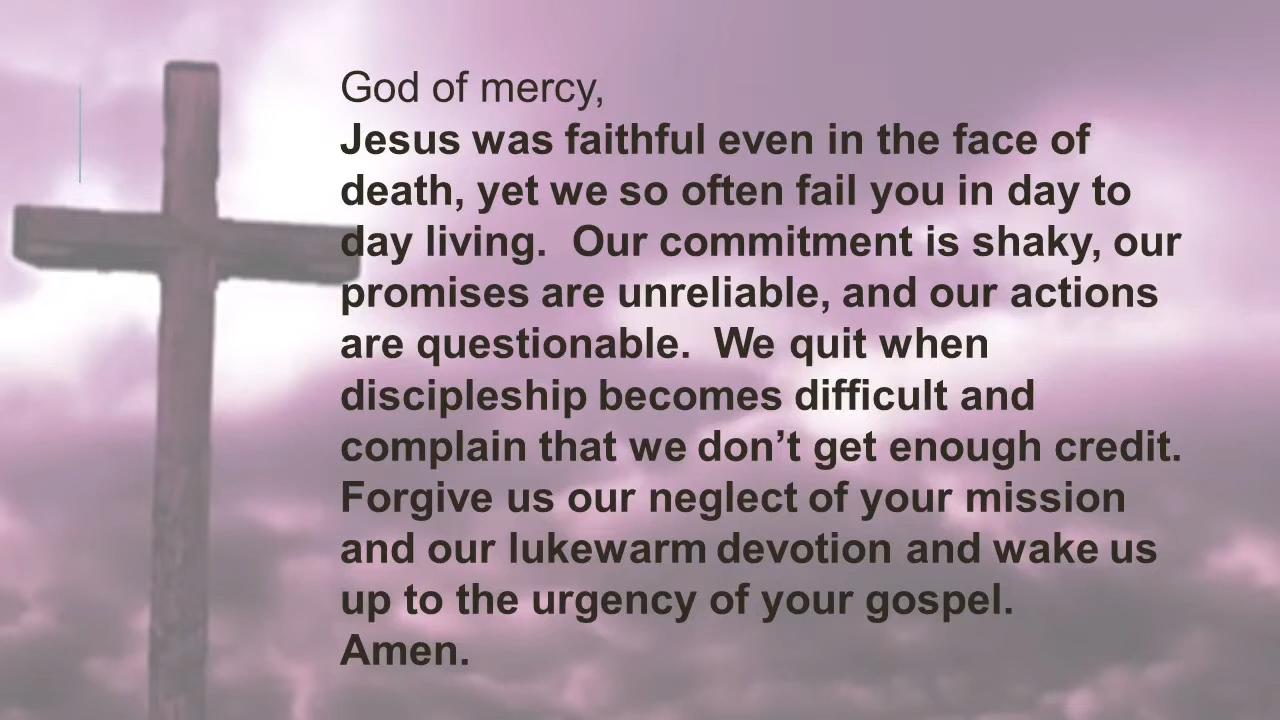 God of mercy,
Jesus was faithful even in the face of
death, yet we so often fail you in day to
day living.  Our commitment is shaky, our
promises are unreliable, and our actions
are questionable.  We quit when
discipleship becomes difficult and
complain that we don’t get enough credit.
Forgive us our neglect of your mission
and our lukewarm devotion and wake us
up to the urgency of your gospel.
Amen.